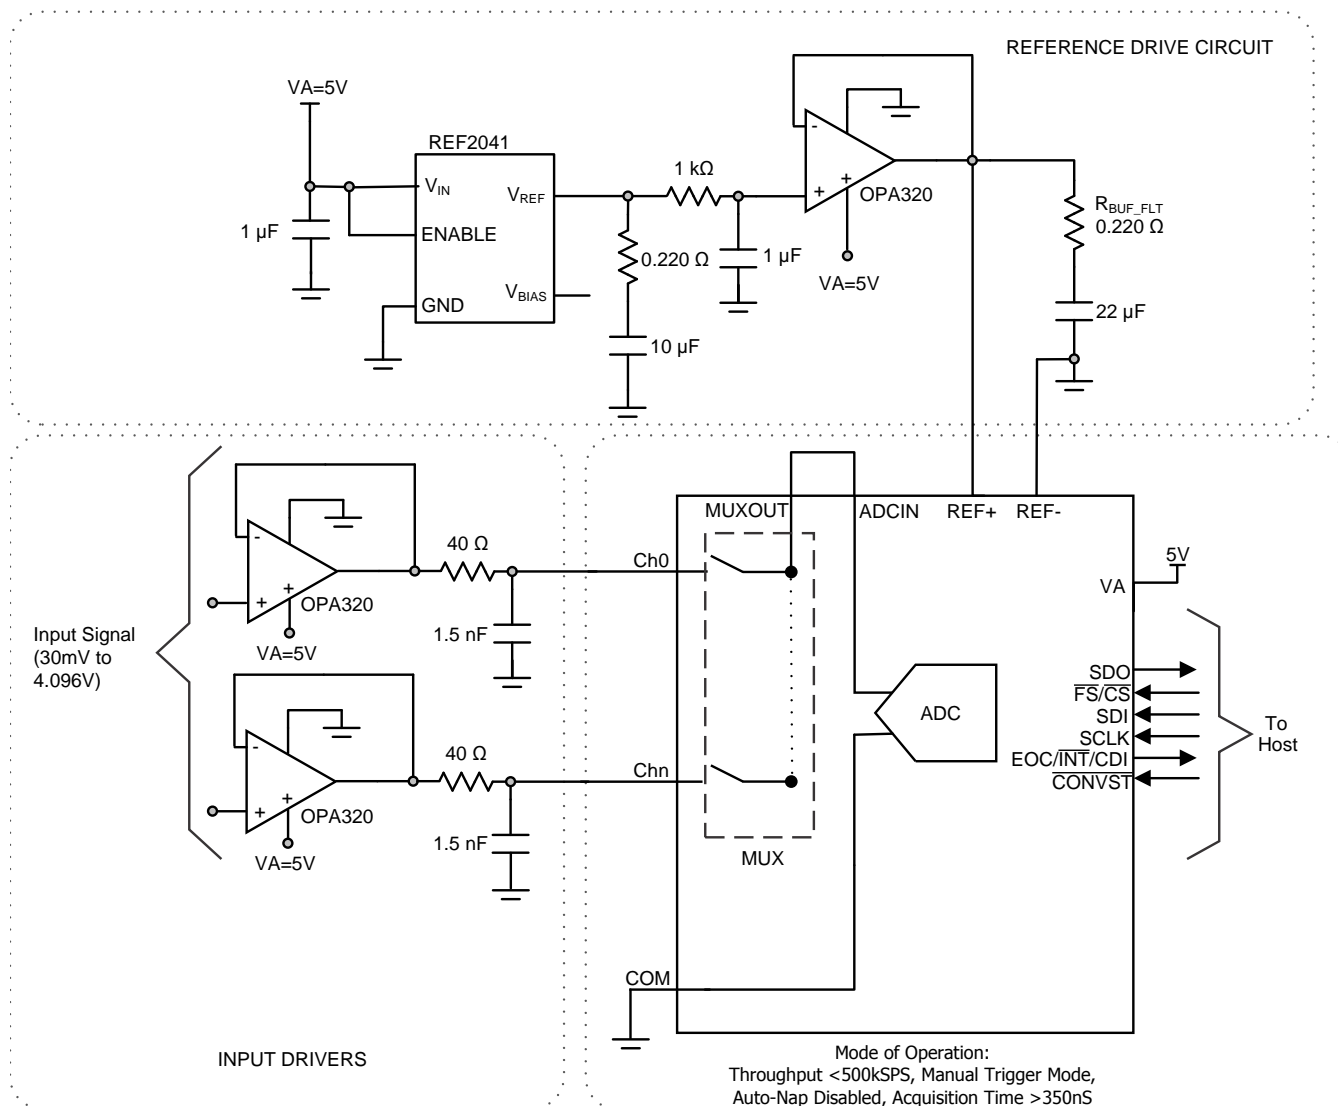 REFERENCE DRIVE CIRCUIT
VA=5V
REF2041
VIN
VREF
ENABLE
GND
VBIAS
1 µF
1 kΩ
0.220 Ω
10 µF
1 µF
-
+
+
OPA320
VA=5V
RBUF_FLT
0.220 Ω
22 µF
Input Signal
(30mV to
4.096V)
-
+
+
OPA320
VA=5V
40 Ω
1.5 nF
-
+
+
OPA320
VA=5V
40 Ω
1.5 nF
INPUT DRIVERS
MUXOUT
ADCIN
REF+
REF-
Ch0
Chn
MUX
ADC
COM
5V
VA
SDO
FS/CS
SDI
SCLK
EOC/INT/CDI
CONVST
To
Host
Mode of Operation:
Throughput <500kSPS, Manual Trigger Mode,
Auto-Nap Disabled, Acquisition Time >350nS